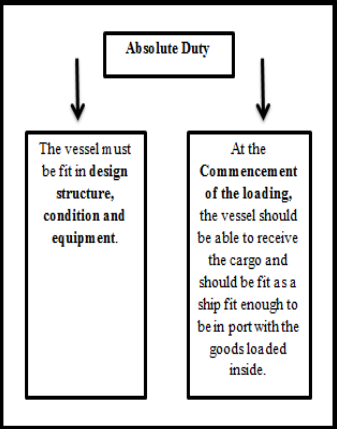 Absolute Duty
The vessel must
be fit in design
structure,
condition and
equipment.
At the
Commencement
of the loading,
the vessel should
be able to receive
the cargo and
should be fit as a
ship fit enough to
be in port with the
goods loaded
inside.